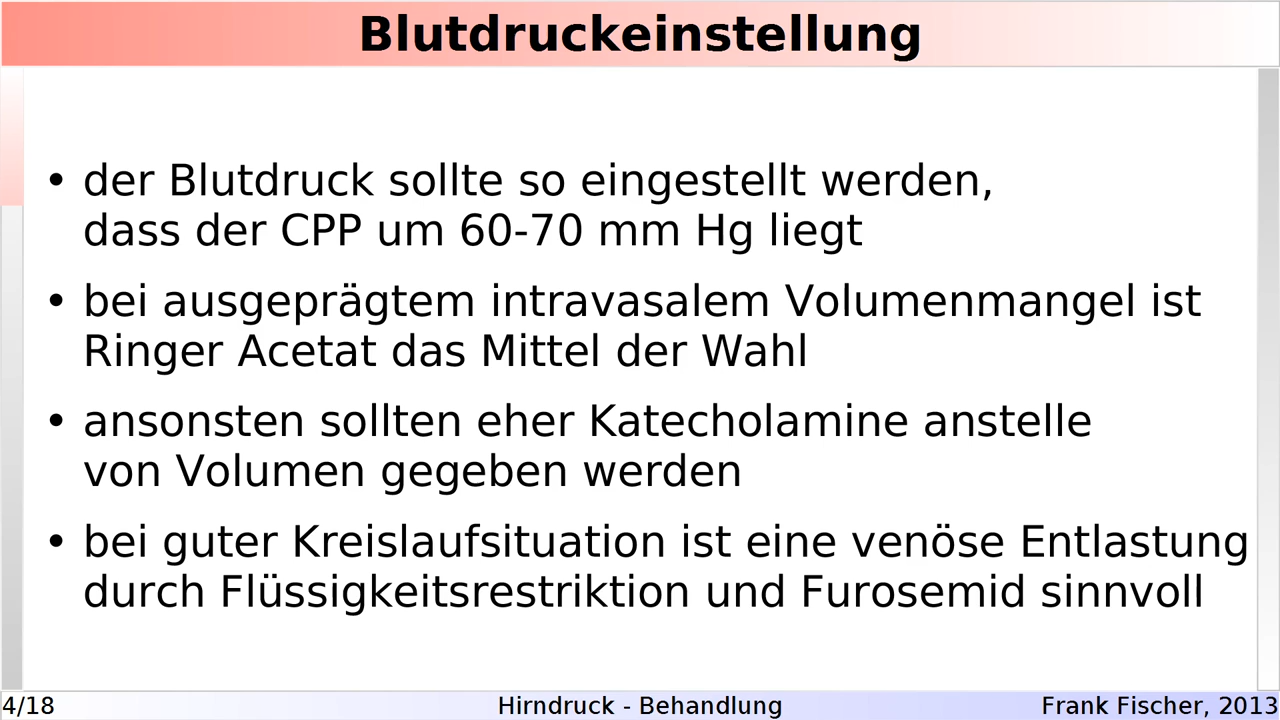 Blutdruckeinstellung
• der Blutdruck sollte so eingestellt werden,
dass der CPP um 60-70 mm Hg liegt
• bei ausgeprägtem intravasalem Volumenmangel ist
Ringer Acetat das Mittel der Wahl
• ansonsten sollten eher Katecholamine anstelle
von Volumen gegeben werden
• bei guter Kreislaufsituation ist eine venöse Entlastung
durch Flüssigkeitsrestriktion und Furosemid sinnvoll
4/18 Hirndruck - Behandlung Frank Fischer, 2013